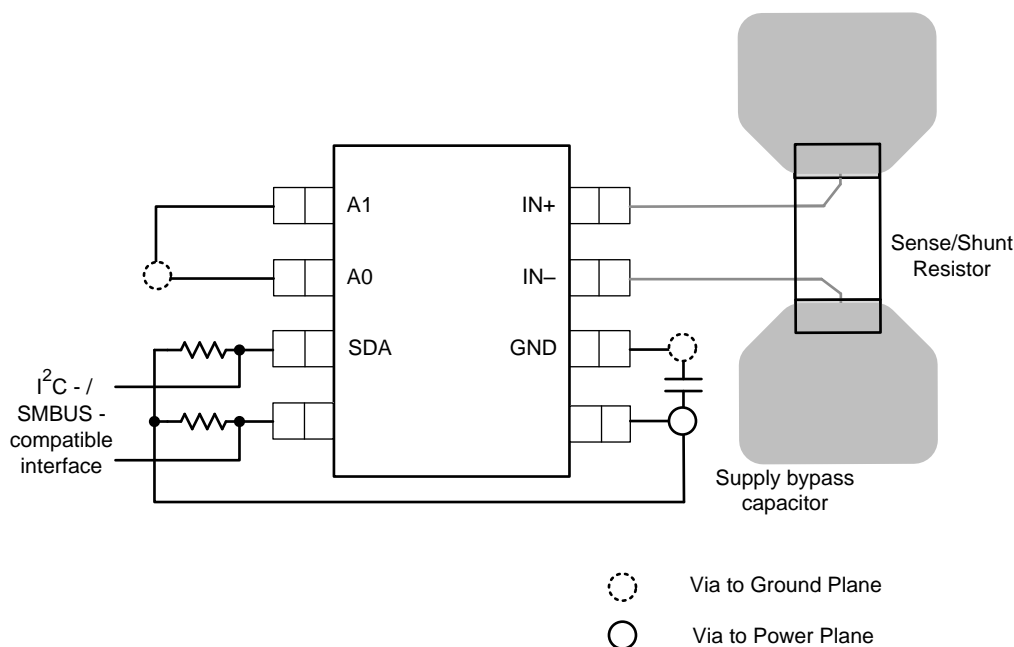 A1
IN+
A0
IN–
SDA
GND
Sense/Shunt
Resistor
I²C - /
SMBUS -
compatible
interface
Supply bypass
capacitor
Via to Ground Plane
Via to Power Plane